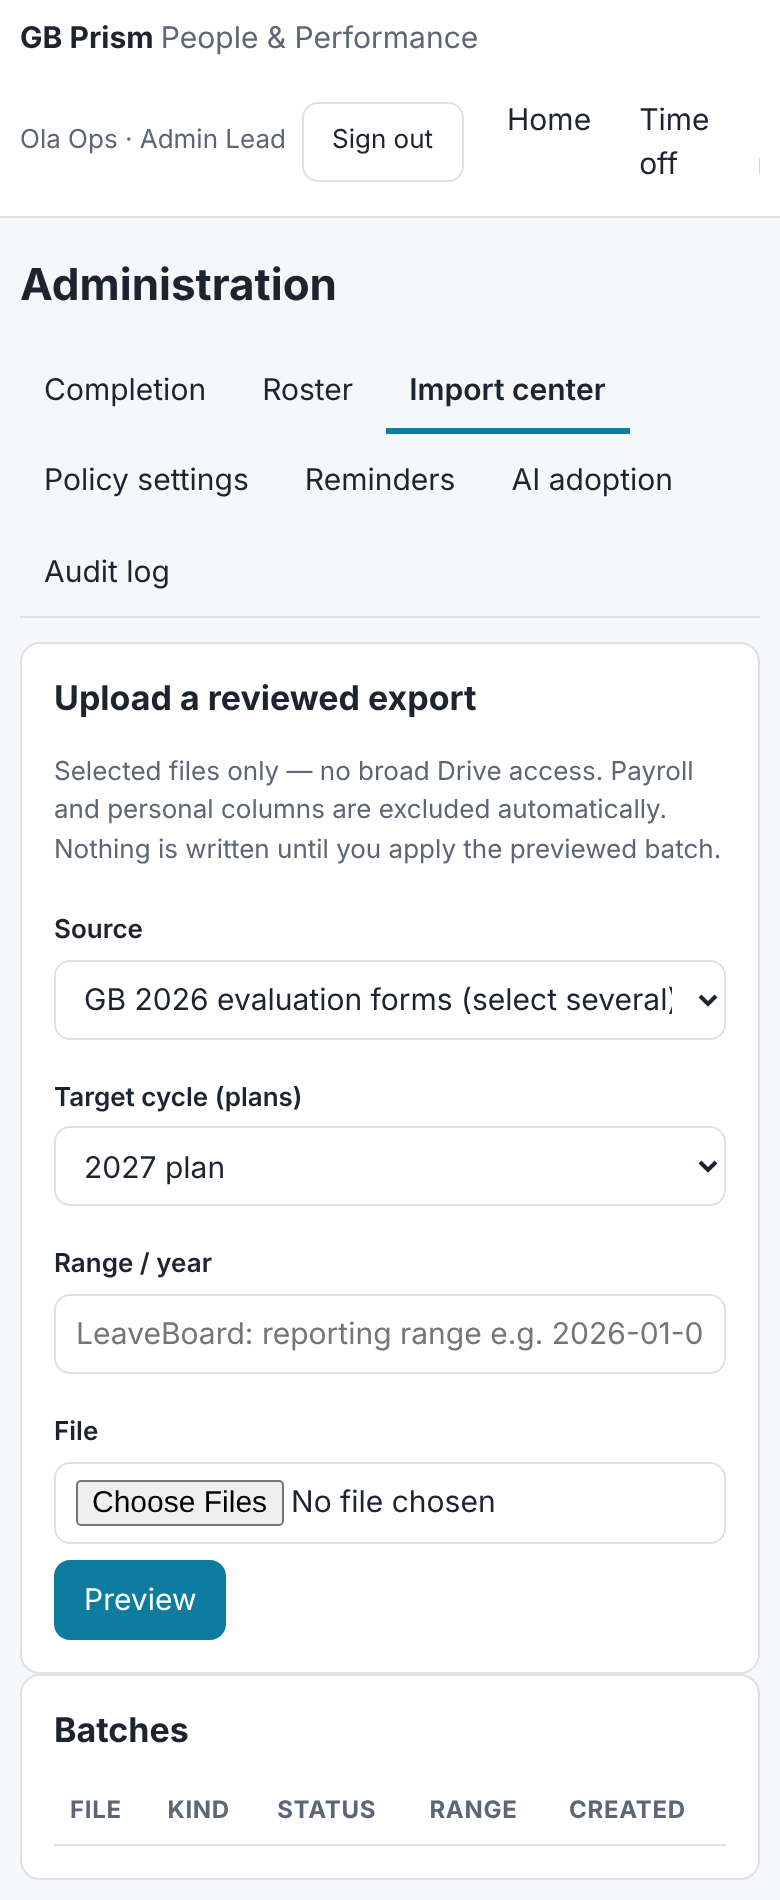 GB Prism People & Performance
Ola Ops · Admin Lead
Sign out
Home
Time
off
Administration
Completion
Roster
Import center
Policy settings
Reminders
AI adoption
Audit log
Upload a reviewed export
Selected files only — no broad Drive access. Payroll
and personal columns are excluded automatically.
Nothing is written until you apply the previewed batch.
Source
GB 2026 evaluation forms (select several)
Target cycle (plans)
2027 plan
Range / year
LeaveBoard: reporting range e.g. 2026-01-0
File
Choose Files No file chosen
Preview
Batches
FILE KIND STATUS RANGE CREATED